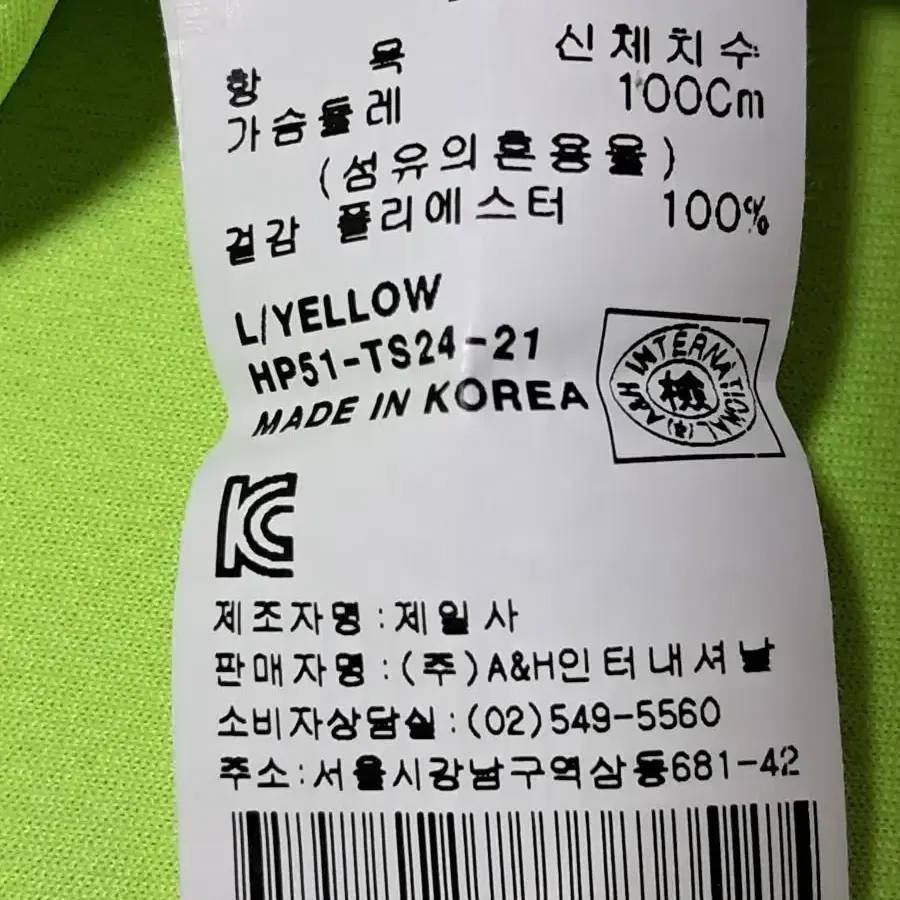 항 목 신체치수
가슴둘레 100Cm
(섬유의혼용율)
겉감 폴리에스터 100%
L/YELLOW
HP51-TS24-21
MADE IN KOREA
A&H INTERNATIONAL(株)
檢
KC
제조자명:제일사
판매자명:(주)A&H인터내셔날
소비자상담실:(02)549-5560
주소:서울시강남구역삼동681-42